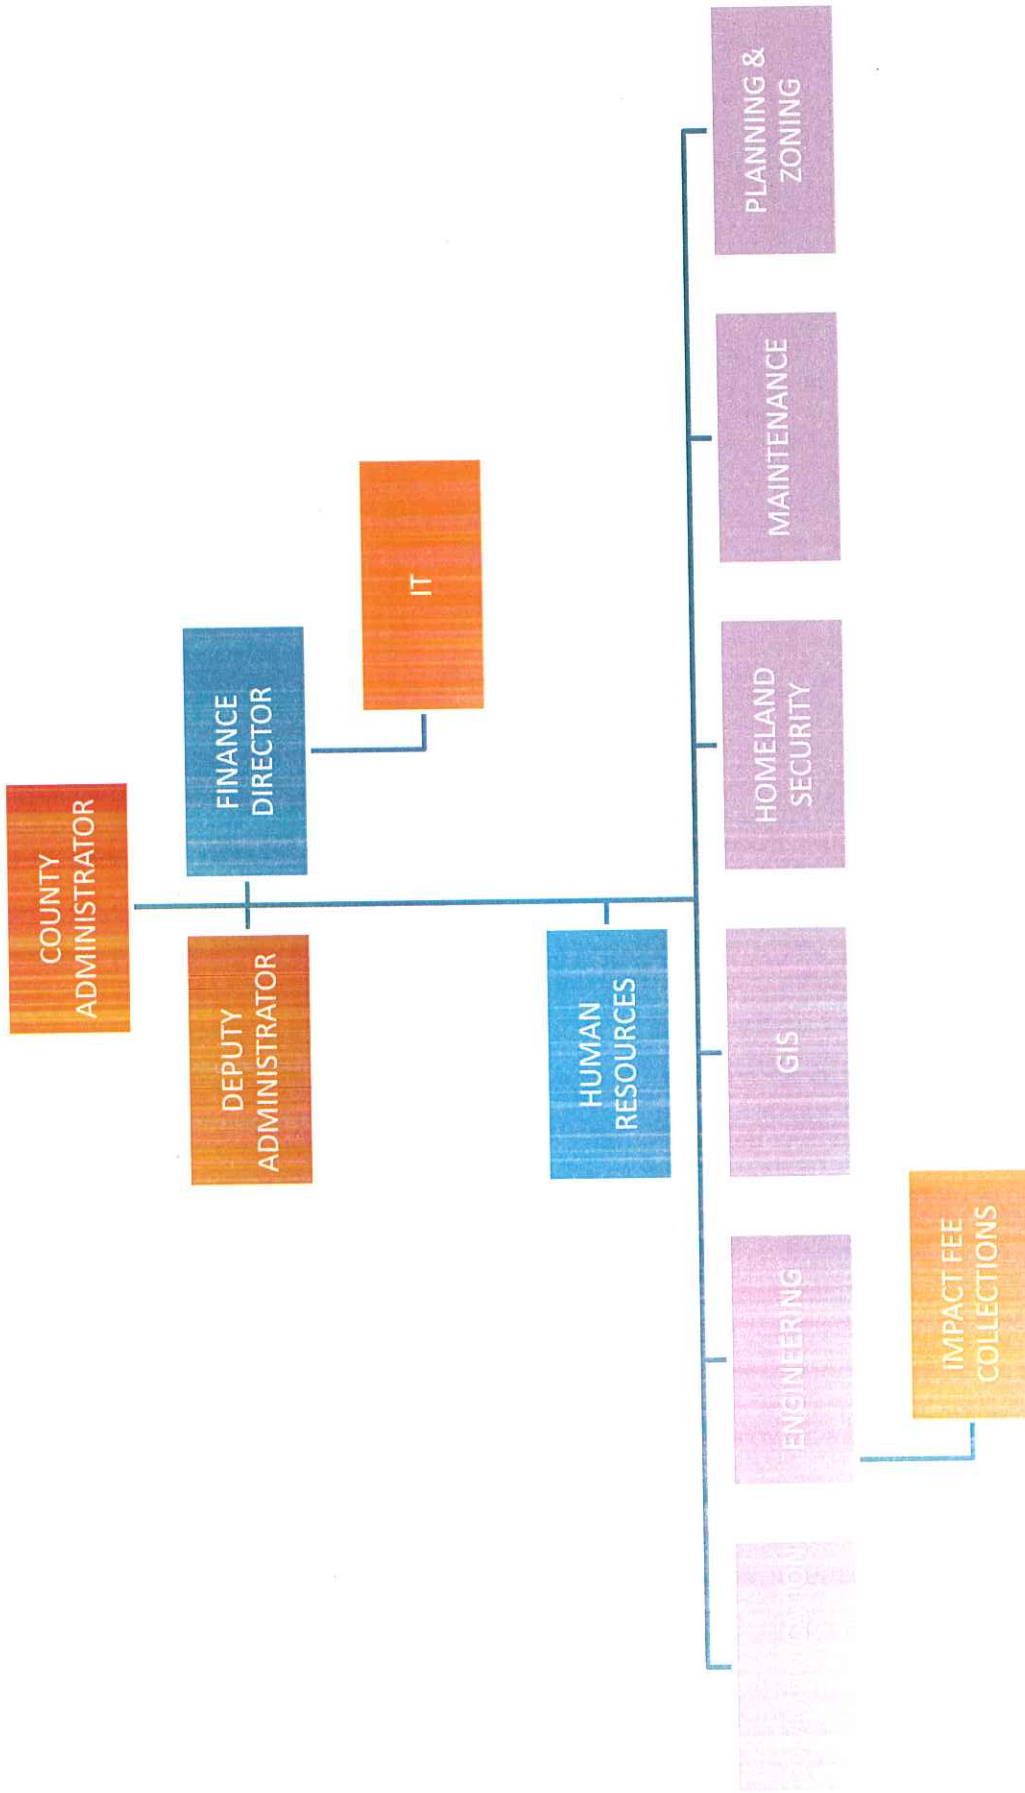 COUNTY
ADMINISTRATOR
DEPUTY
ADMINISTRATOR
FINANCE
DIRECTOR
IT
HUMAN
RESOURCES
ENGINEERING
GIS
HOMELAND
SECURITY
MAINTENANCE
PLANNING &
ZONING
IMPACT FEE
COLLECTIONS